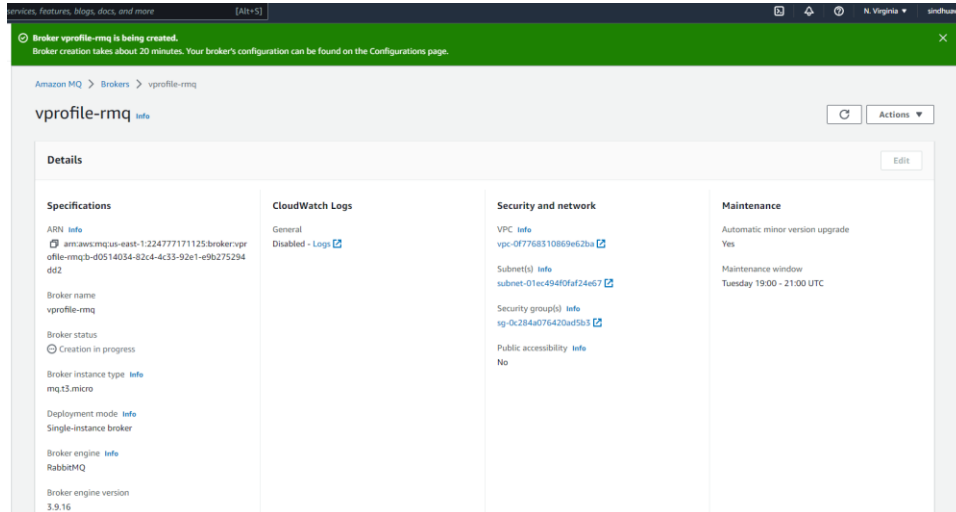 services, features, blogs, docs, and more [Alt+S] N. Virginia ▼
Broker vprofile-rmq is being created.
Broker creation takes about 20 minutes. Your broker's configuration can be found on the Configurations page.
Amazon MQ > Brokers > vprofile-rmq
vprofile-rmq Info
Actions ▼
Details
Edit
Specifications
ARN Info
arn:aws:mq:us-east-1:224777171125:broker:vpr
ofile-rmq:b-d0514034-82c4-4c33-92e1-e9b275294
dd2
Broker name
vprofile-rmq
Broker status
Creation in progress
Broker instance type Info
mq.t3.micro
Deployment mode Info
Single-instance broker
Broker engine Info
RabbitMQ
Broker engine version
3.9.16
CloudWatch Logs
General
Disabled - Logs
Security and network
VPC Info
vpc-0f7768310869e62ba
Subnet(s) Info
subnet-01ec494f0faf24e67
Security group(s) Info
sg-0c284a076420ad5b3
Public accessibility Info
No
Maintenance
Automatic minor version upgrade
Yes
Maintenance window
Tuesday 19:00 - 21:00 UTC